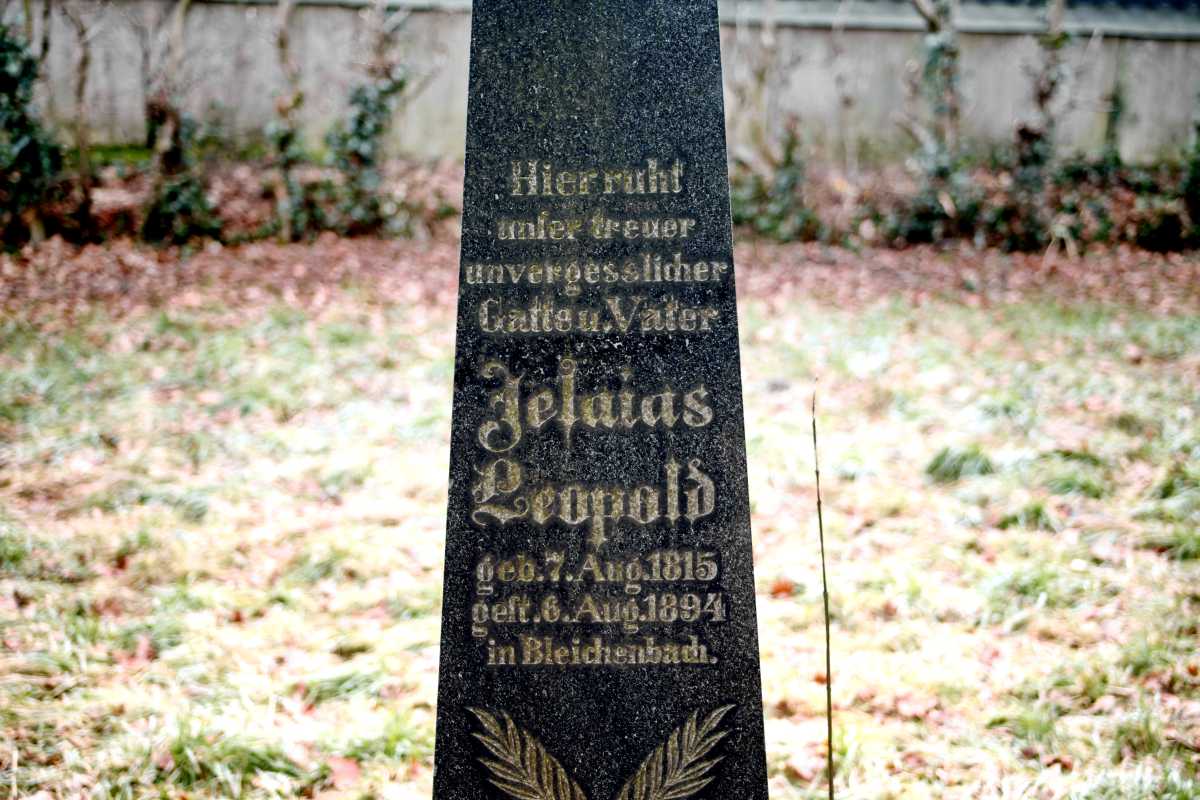 Hier ruht
unſer treuer
unvergesslicher
Gatte u. Vater
Jeſaias
Leopold
geb. 7. Aug. 1815
geſt. 6. Aug. 1894
in Bleichenbach.